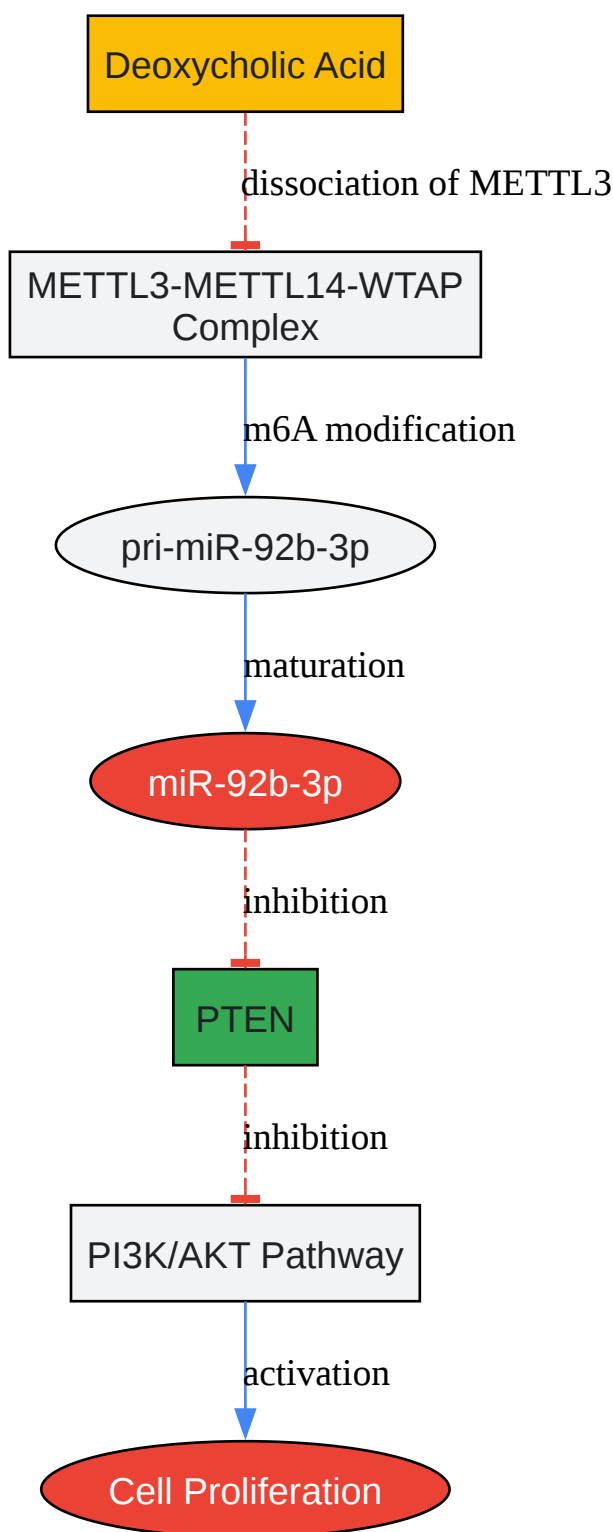 Deoxycholic Acid
dissociation of METTL3
METTL3-METTL14-WTAP
Complex
m6A modification
pri-miR-92b-3p
maturation
miR-92b-3p
inhibition
PTEN
inhibition
PI3K/AKT Pathway
activation
Cell Proliferation